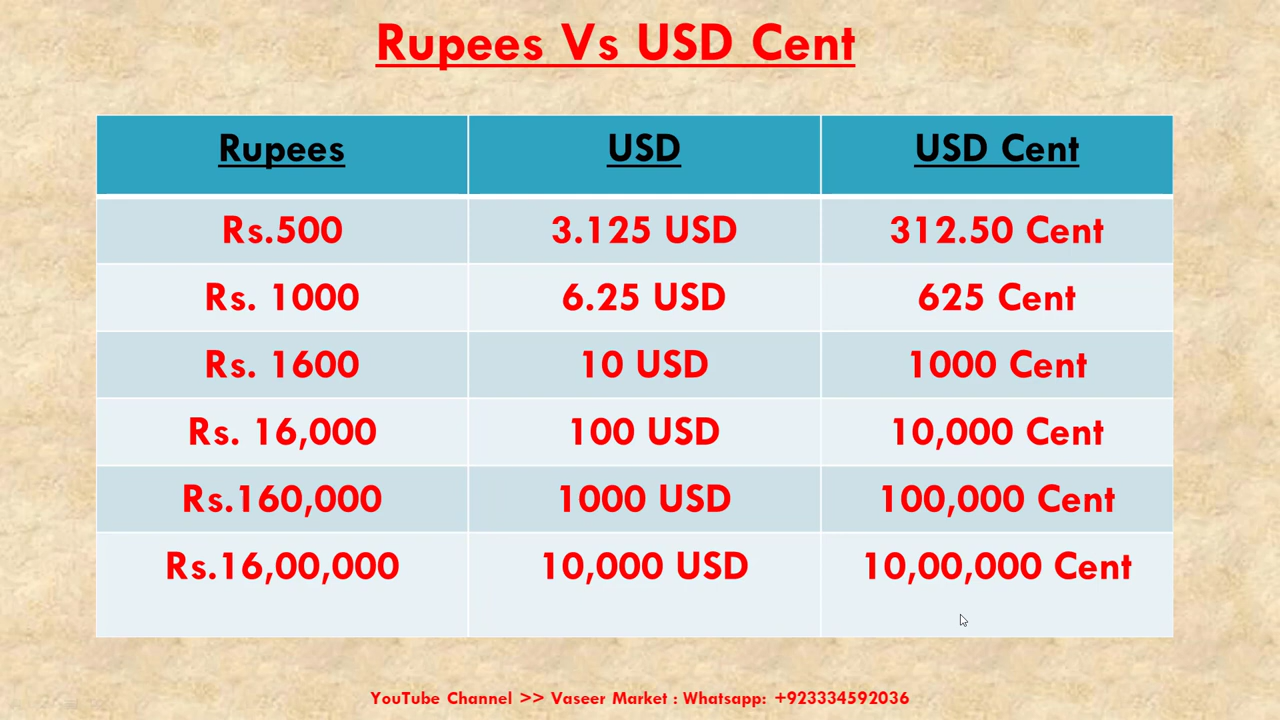 Rupees Vs USD Cent
Rupees USD USD Cent
Rs.500 3.125 USD 312.50 Cent
Rs. 1000 6.25 USD 625 Cent
Rs. 1600 10 USD 1000 Cent
Rs. 16,000 100 USD 10,000 Cent
Rs.160,000 1000 USD 100,000 Cent
Rs.16,00,000 10,000 USD 10,00,000 Cent
YouTube Channel >> Vaseer Market : Whatsapp: +923334592036